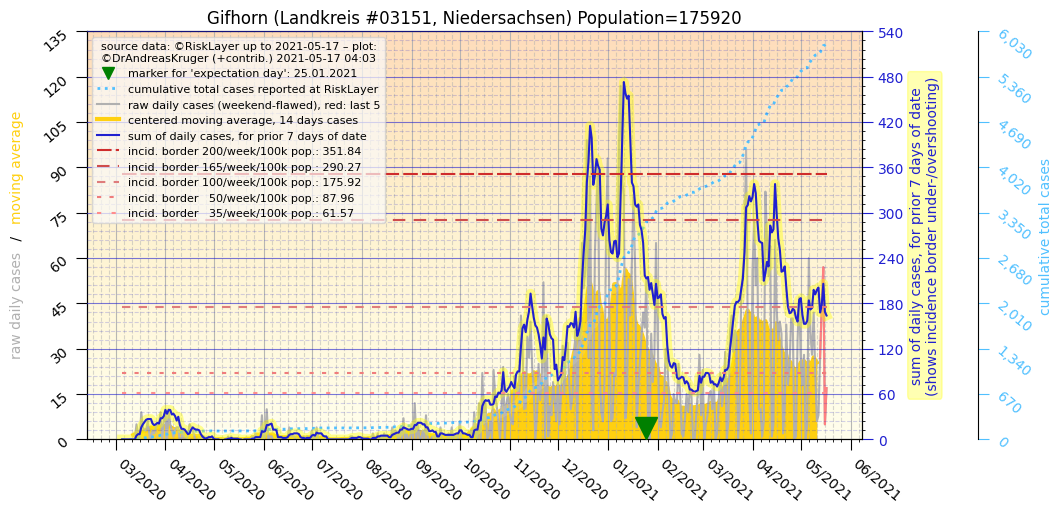 Gifhorn (Landkreis #03151, Niedersachsen) Population=175920
source data: ©RiskLayer up to 2021-05-17 – plot:
©DrAndreasKruger (+contrib.) 2021-05-17 04:03
marker for 'expectation day': 25.01.2021
cumulative total cases reported at RiskLayer
raw daily cases (weekend-flawed), red: last 5
centered moving average, 14 days cases
sum of daily cases, for prior 7 days of date
incid. border 200/week/100k pop.: 351.84
incid. border 165/week/100k pop.: 290.27
incid. border 100/week/100k pop.: 175.92
incid. border   50/week/100k pop.: 87.96
incid. border   35/week/100k pop.: 61.57
raw daily cases / moving average
135
120
105
90
75
60
45
30
15
0
540
480
420
360
300
240
180
120
60
0
sum of daily cases, for prior 7 days of date
(shows incidence border under-/overshooting)
6,030
5,360
4,690
4,020
3,350
2,680
2,010
1,340
670
0
cumulative total cases
03/2020
04/2020
05/2020
06/2020
07/2020
08/2020
09/2020
10/2020
11/2020
12/2020
01/2021
02/2021
03/2021
04/2021
05/2021
06/2021